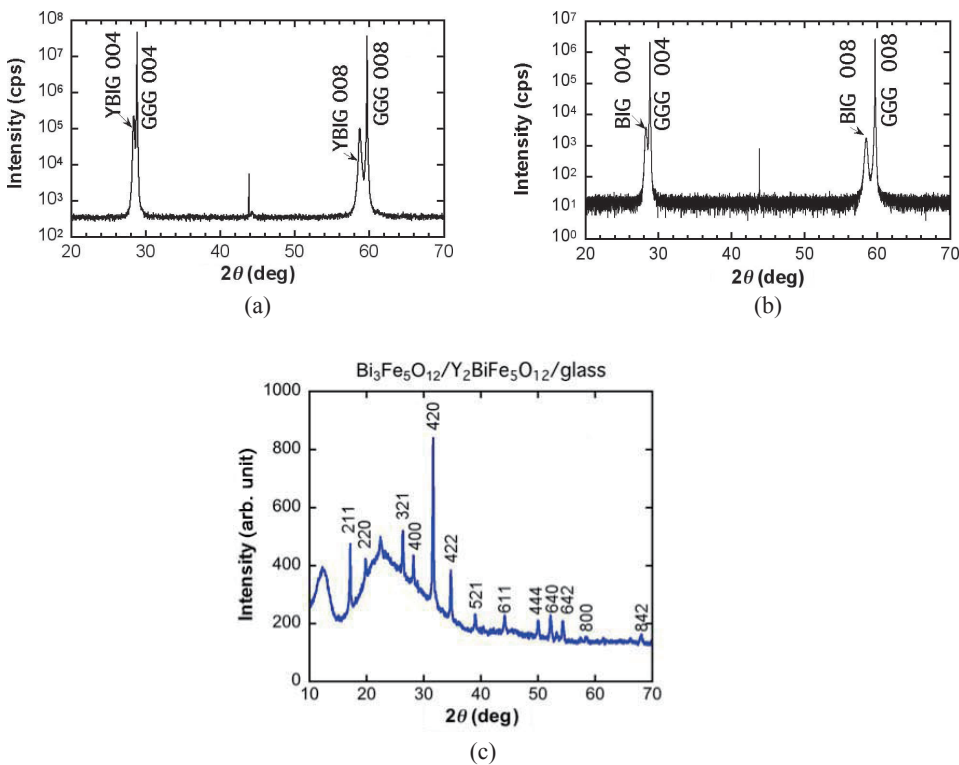 10⁸
10⁷
10⁶
10⁵
10⁴
10³
10²
Intensity (cps)
YBIG 004
GGG 004
YBIG 008
GGG 008
20 30 40 50 60 70
2θ (deg)
(a)
10⁷
10⁶
10⁵
10⁴
10³
10²
10¹
10⁰
Intensity (cps)
BIG 004
GGG 004
BIG 008
GGG 008
20 30 40 50 60 70
2θ (deg)
(b)
Bi₃Fe₅O₁₂/Y₂BiFe₅O₁₂/glass
1000
800
600
400
200
0
Intensity (arb. unit)
211
220
321
400
420
422
521
611
444
640
642
800
842
10 20 30 40 50 60 70
2θ (deg)
(c)